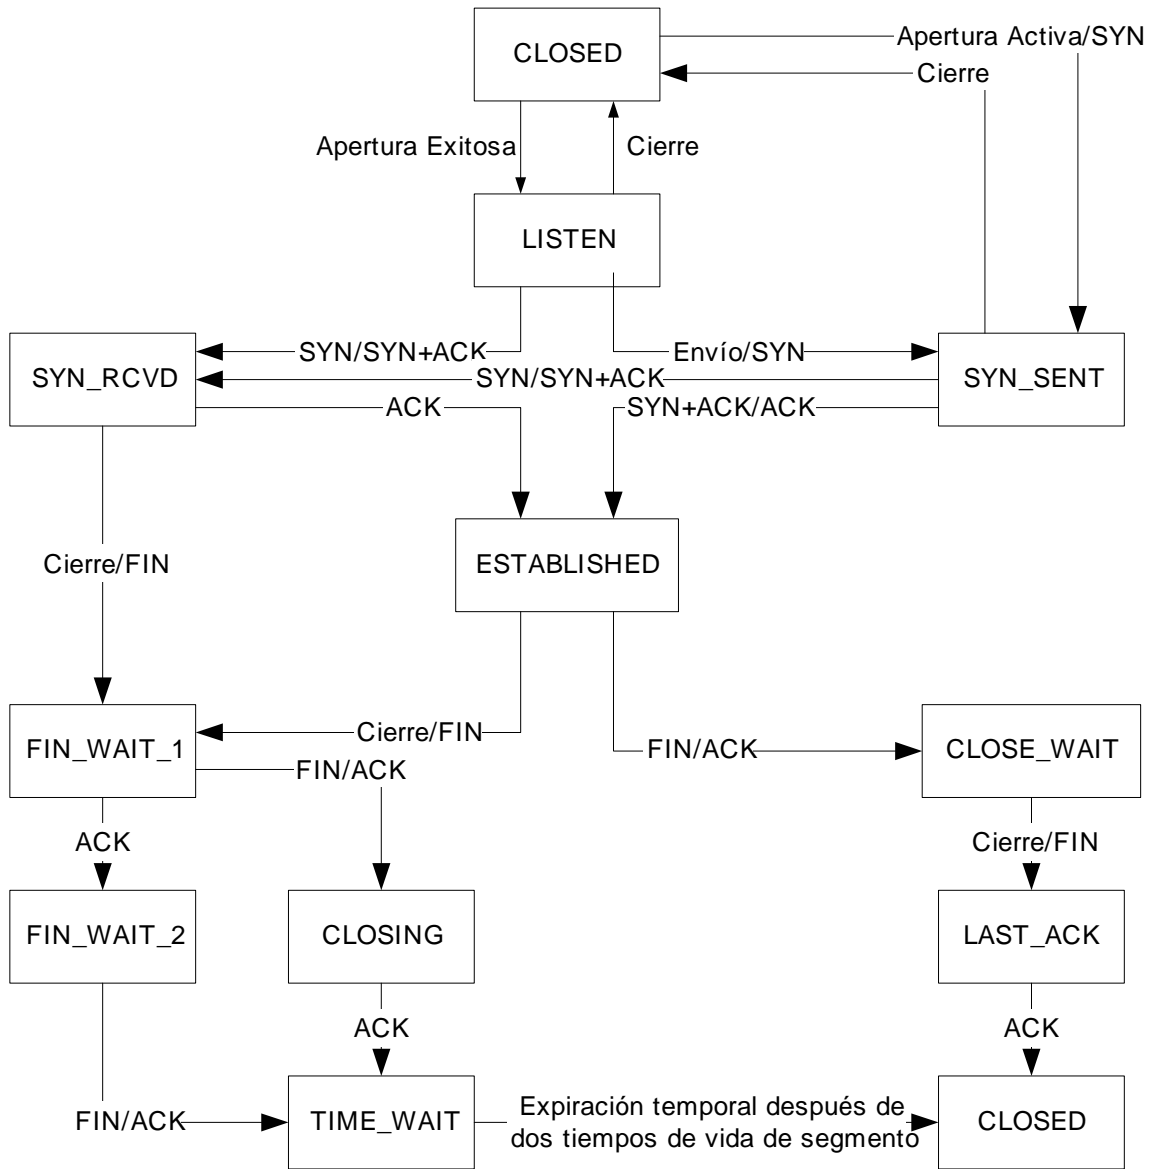 CLOSED
Apertura Activa/SYN
Cierre
Apertura Exitosa
Cierre
LISTEN
SYN/SYN+ACK
Envío/SYN
SYN_RCVD
SYN/SYN+ACK
SYN_SENT
ACK
SYN+ACK/ACK
Cierre/FIN
ESTABLISHED
FIN_WAIT_1
Cierre/FIN
FIN/ACK
FIN/ACK
CLOSE_WAIT
ACK
Cierre/FIN
FIN_WAIT_2
CLOSING
LAST_ACK
ACK
ACK
FIN/ACK
TIME_WAIT
Expiración temporal después de
dos tiempos de vida de segmento
CLOSED